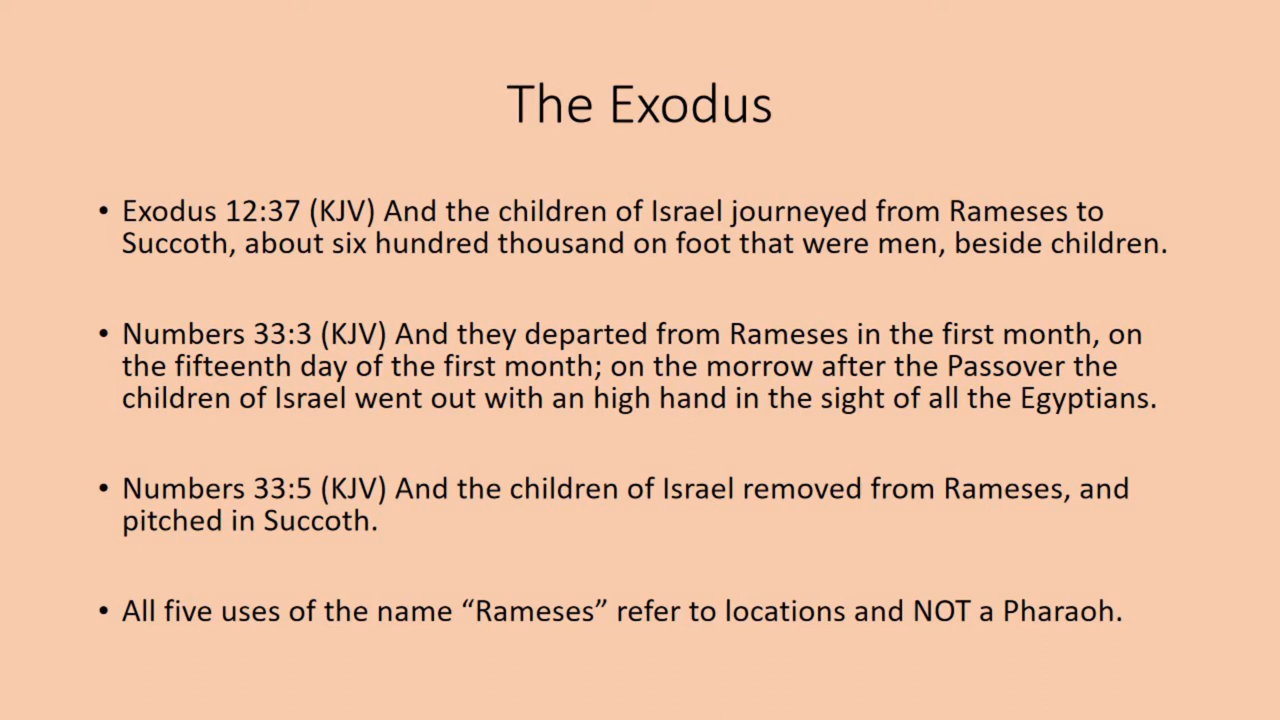 The Exodus
• Exodus 12:37 (KJV) And the children of Israel journeyed from Rameses to
Succoth, about six hundred thousand on foot that were men, beside children.
• Numbers 33:3 (KJV) And they departed from Rameses in the first month, on
the fifteenth day of the first month; on the morrow after the Passover the
children of Israel went out with an high hand in the sight of all the Egyptians.
• Numbers 33:5 (KJV) And the children of Israel removed from Rameses, and
pitched in Succoth.
• All five uses of the name “Rameses” refer to locations and NOT a Pharaoh.